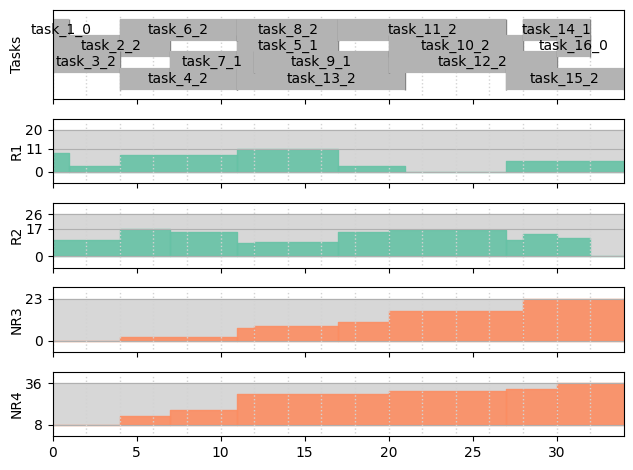 Tasks
task_1_0 task_6_2 task_8_2 task_11_2 task_14_1
task_2_2 task_5_1 task_10_2 task_16_0
task_3_2 task_7_1 task_9_1 task_12_2
task_4_2 task_13_2 task_15_2
R1
20
11
0
R2
26
17
0
NR3
23
0
NR4
36
8
0 5 10 15 20 25 30